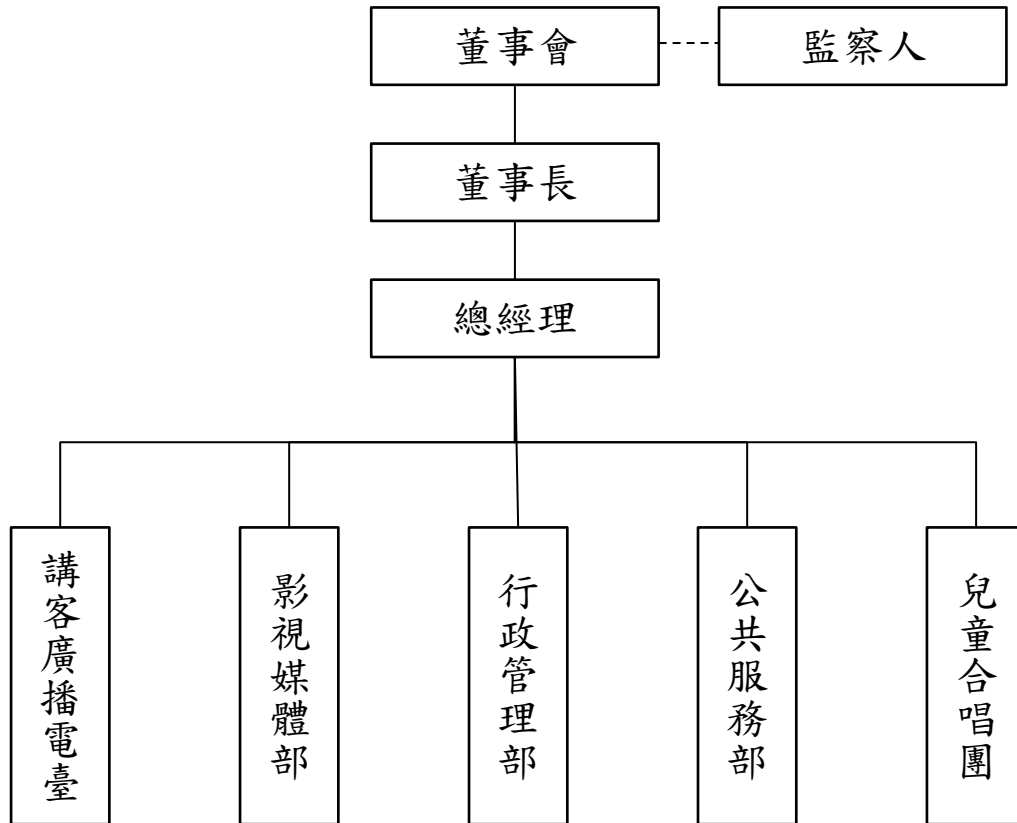 董事會
監察人
董事長
總經理
講客廣播電臺
影視媒體部
行政管理部
公共服務部
兒童合唱團